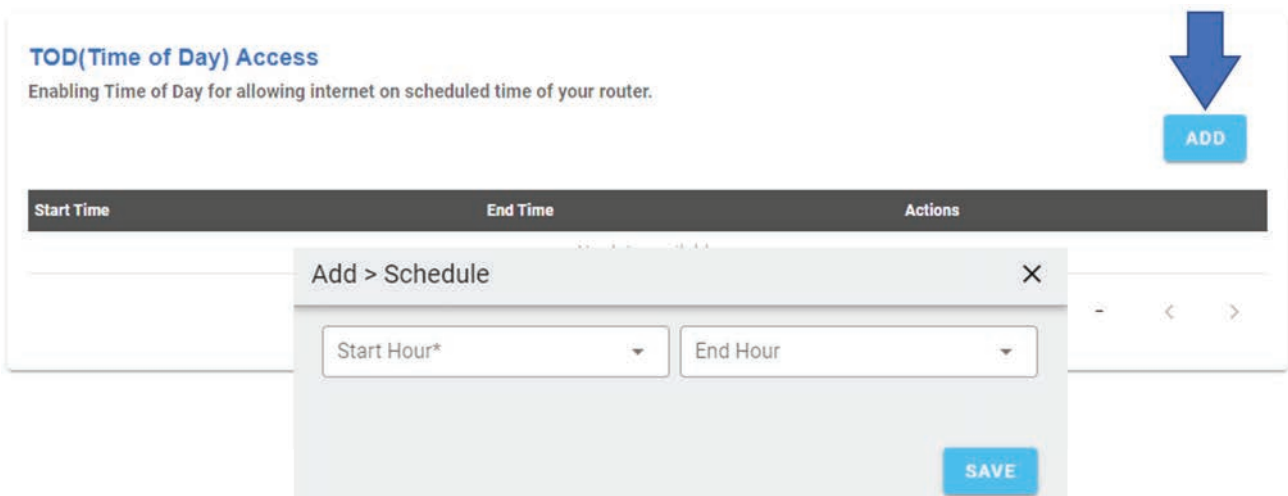 TOD(Time of Day) Access
Enabling Time of Day for allowing internet on scheduled time of your router.
ADD
Start Time End Time Actions
Add > Schedule
-
Start Hour* End Hour
SAVE